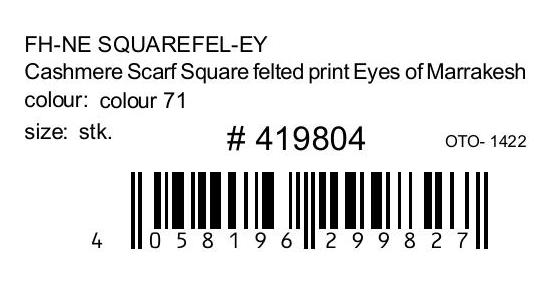 FH-NE SQUAREFEL-EY
Cashmere Scarf Square felted print Eyes of Marrakesh
colour: colour 71
size: stk.
# 419804
OTO- 1422
4 058196 299827